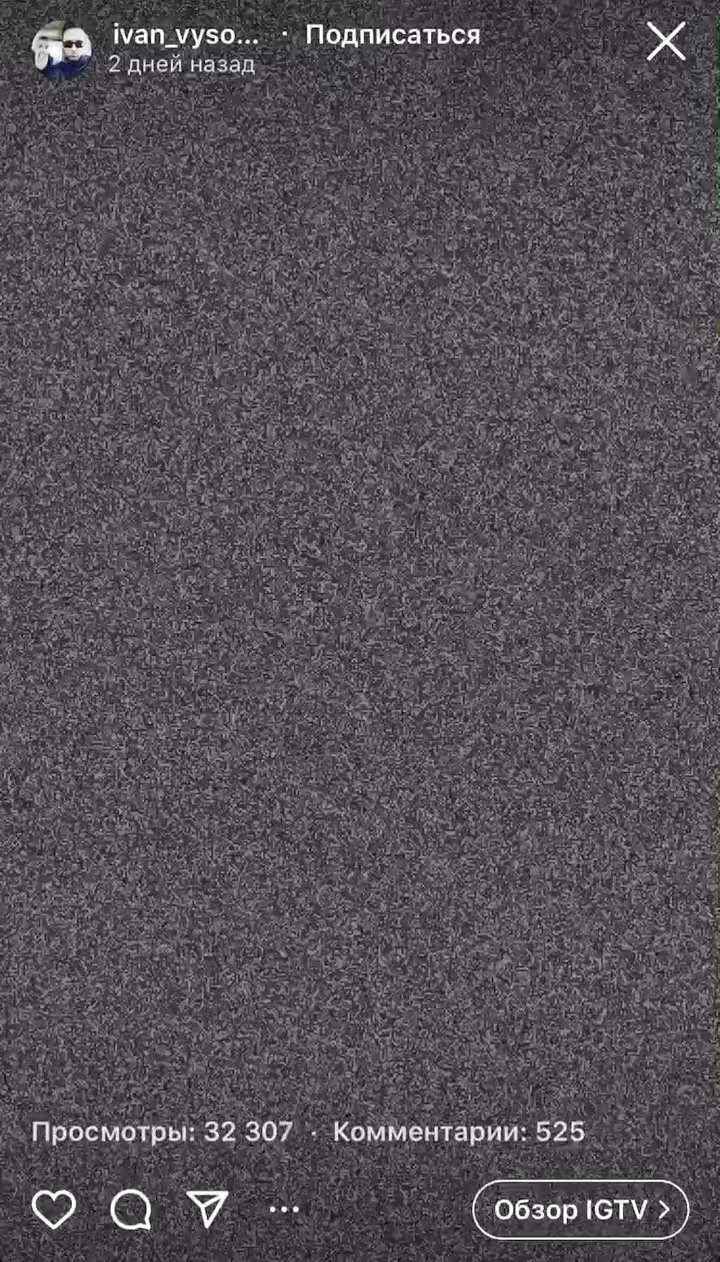 ivan_vyso... · Подписаться
2 дней назад
Просмотры: 32 307 · Комментарии: 525
Обзор IGTV